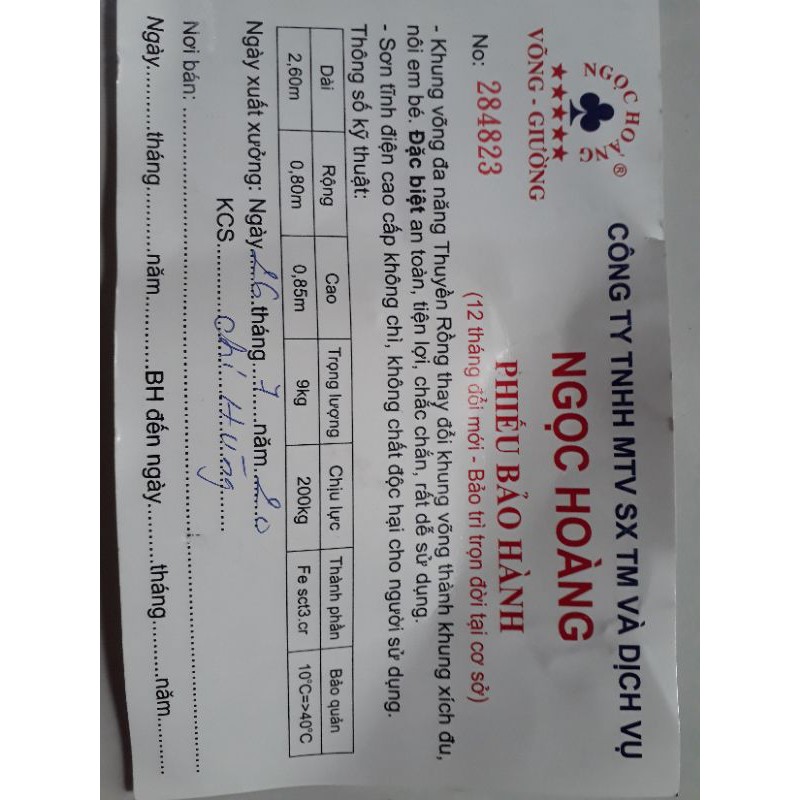 NGỌC HOÀNG ®
VÕNG - GIƯỜNG
CÔNG TY TNHH MTV SX TM VÀ DỊCH VỤ
NGỌC HOÀNG
No: 284823
PHIẾU BẢO HÀNH
(12 tháng đổi mới - Bảo trì trọn đời tại cơ sở)
- Khung võng đa năng Thuyền Rồng thay đổi khung võng thành khung xích đu,
nôi em bé. Đặc biệt an toàn, tiện lợi, chắc chắn, rất dễ sử dụng.
- Sơn tĩnh điện cao cấp không chì, không chất độc hại cho người sử dụng.
Thông số kỹ thuật:
Dài Rộng Cao Trọng lượng Chịu lực Thành phần Bảo quản
2,60m 0,80m 0,85m 9kg 200kg Fe sct3.cr 10°C=>40°C
Ngày xuất xưởng: Ngày 26 tháng 7 năm 20
KCS chí Hùng
Nơi bán:
Ngày............tháng............năm............BH đến ngày.........tháng..........năm..........